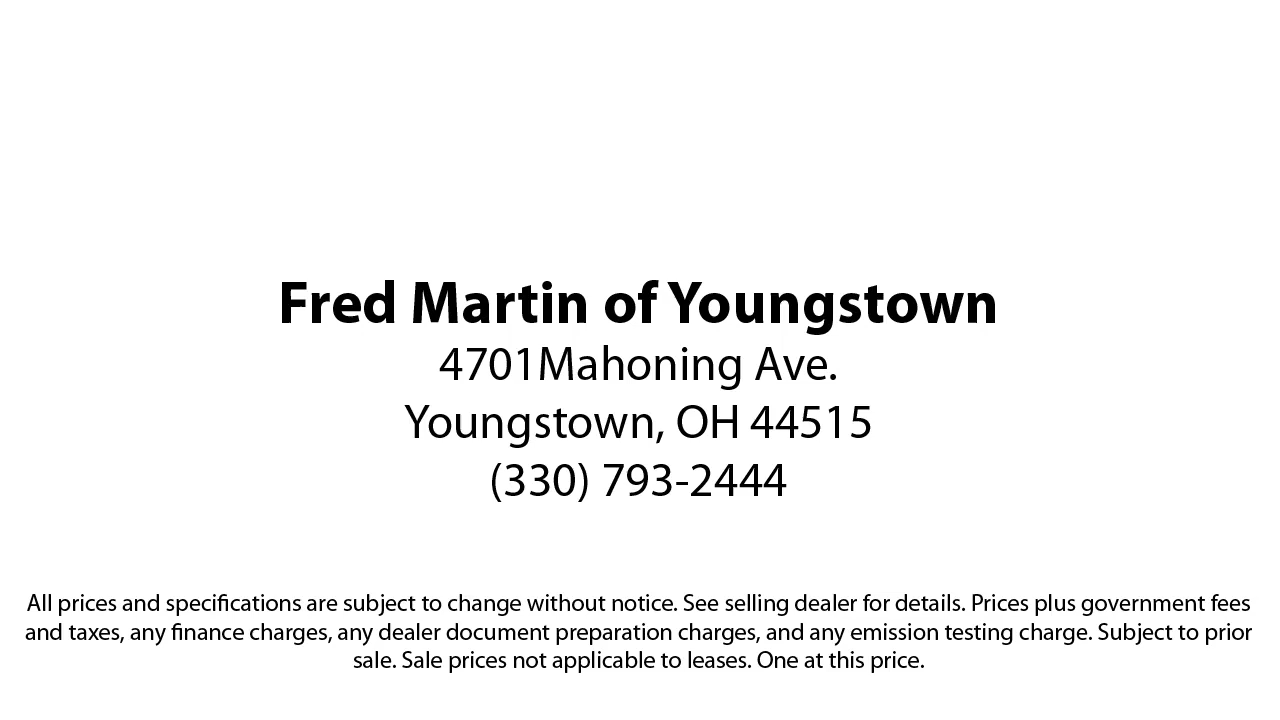 Fred Martin of Youngstown
4701Mahoning Ave.
Youngstown, OH 44515
(330) 793-2444
All prices and specifications are subject to change without notice. See selling dealer for details. Prices plus government fees
and taxes, any finance charges, any dealer document preparation charges, and any emission testing charge. Subject to prior
sale. Sale prices not applicable to leases. One at this price.